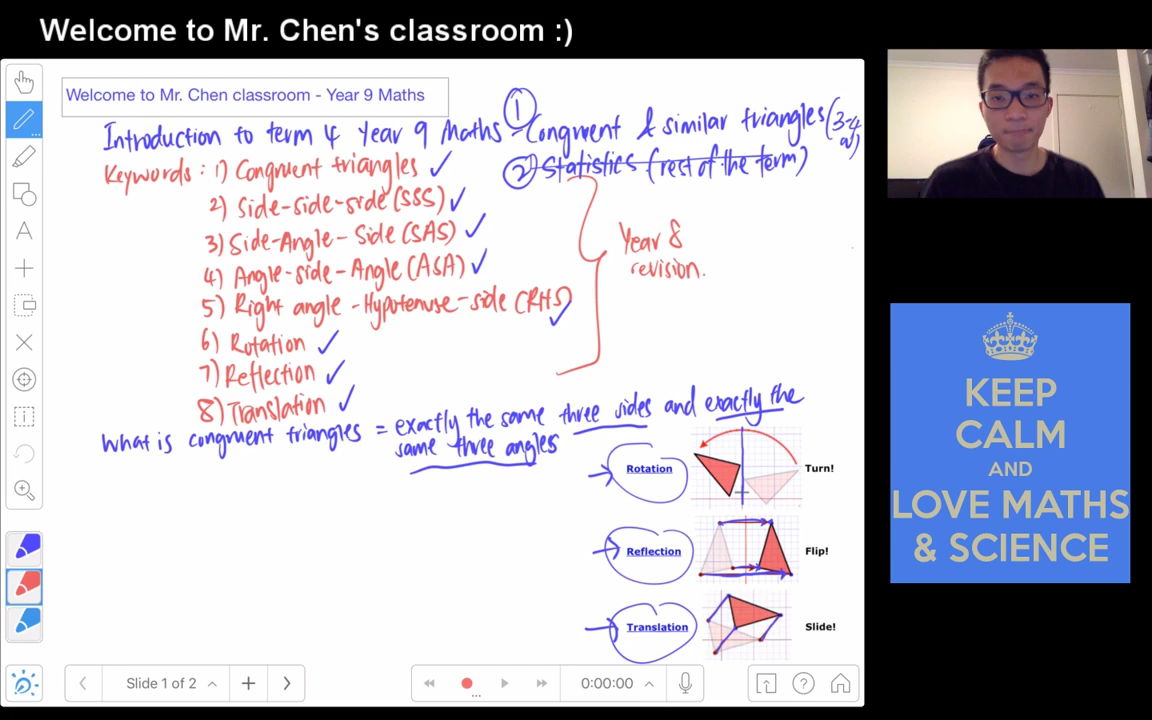 Welcome to Mr. Chen's classroom :)
Welcome to Mr. Chen classroom - Year 9 Maths
Introduction to term 4 Year 9 Maths - ① Congruent & similar triangles (3-4
② Statistics (rest of the term)
Keywords : 1) Congruent triangles ✓
2) Side-side-side (SSS) ✓
3) Side-Angle-Side (SAS) ✓
4) Angle-side-Angle (ASA) ✓
5) Right angle -Hypotenuse-side (RHS) ✓
6) Rotation ✓
7) Reflection ✓
8) Translation ✓
Year 8
revision.
What is congruent triangles = exactly the same three sides and exactly the
same three angles
Rotation
Turn!
Reflection
Flip!
Translation
Slide!
KEEP
CALM
AND
LOVE MATHS
& SCIENCE
Slide 1 of 2
0:00:00